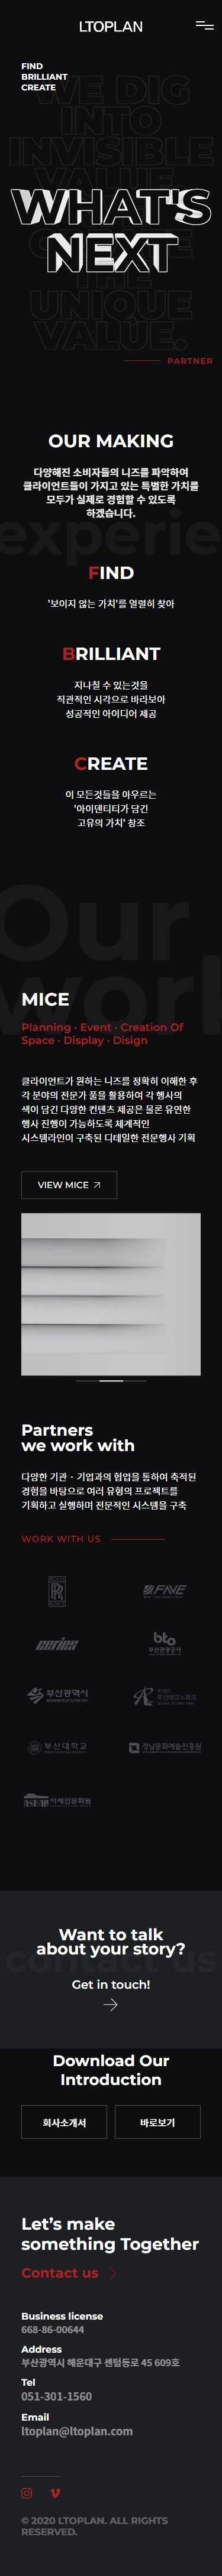 LTOPLAN
FIND
BRILLIANT
CREATE
WE DIG
INTO
INVISIBLE
VALUE,
WHAT'S
NEXT
THE
UNIQUE
VALUE.
PARTNER
OUR MAKING
다양해진 소비자들의 니즈를 파악하여
클라이언트들이 가지고 있는 특별한 가치를
모두가 실제로 경험할 수 있도록
하겠습니다.
experie
FIND
'보이지 않는 가치'를 열렬히 찾아
BRILLIANT
지나칠 수 있는것을
직관적인 시각으로 바라보아
성공적인 아이디어 제공
CREATE
이 모든것들을 아우르는
'아이덴티티가 담긴
고유의 가치' 창조
Our
worl
MICE
Planning · Event · Creation Of
Space · Display · Disign
클라이언트가 원하는 니즈를 정확히 이해한 후
각 분야의 전문가 풀을 활용하여 각 행사의
색이 담긴 다양한 컨텐츠 제공은 물론 유연한
행사 진행이 가능하도록 체계적인
시스템라인이 구축된 디테일한 전문행사 기획
VIEW MICE
Partners
we work with
다양한 기관・기업과의 협업을 통하여 축적된
경험을 바탕으로 여러 유형의 프로젝트를
기획하고 실행하며 전문적인 시스템을 구축
WORK WITH US
FAVE
series
bto
부산관광공사
부산광역시
부산테크노파크
부산대학교
경남문화예술진흥원
ASEAN 아세안문화원
contact us
Want to talk
about your story?
Get in touch!
Download Our
Introduction
회사소개서
바로보기
Let's make
something Together
Contact us
Business license
668-86-00644
Address
부산광역시 해운대구 센텀동로 45 609호
Tel
051-301-1560
Email
ltoplan@ltoplan.com
© 2020 LTOPLAN. ALL RIGHTS
RESERVED.